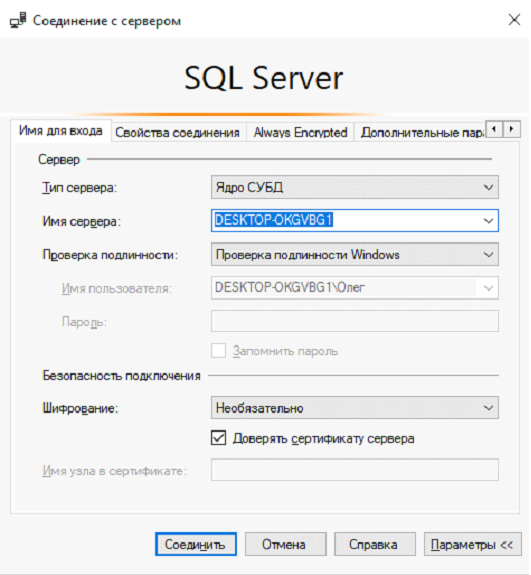 Соединение с сервером
SQL Server
Имя для входа Свойства соединения Always Encrypted Дополнительные пар
Сервер
Тип сервера: Ядро СУБД
Имя сервера: DESKTOP-OKGVBG1
Проверка подлинности: Проверка подлинности Windows
Имя пользователя: DESKTOP-OKGVBG1\Олег
Пароль:
Запомнить пароль
Безопасность подключения
Шифрование: Необязательно
Доверять сертификату сервера
Имя узла в сертификате:
Соединить Отмена Справка Параметры <<